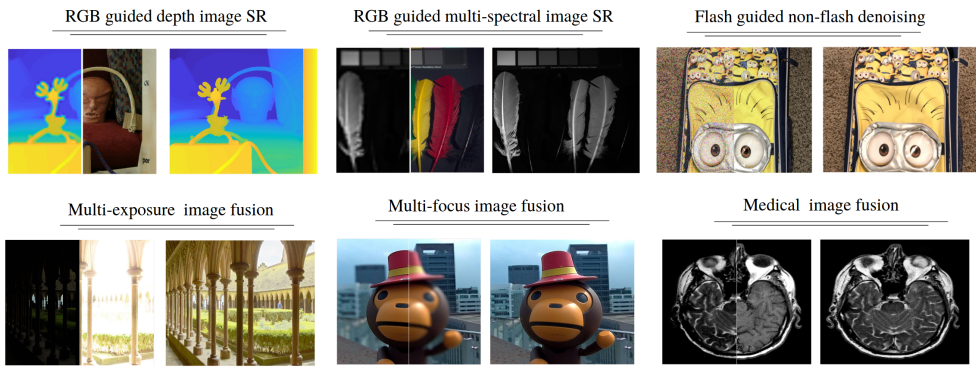 RGB guided depth image SR
RGB guided multi-spectral image SR
Flash guided non-flash denoising
Multi-exposure image fusion
Multi-focus image fusion
Medical image fusion